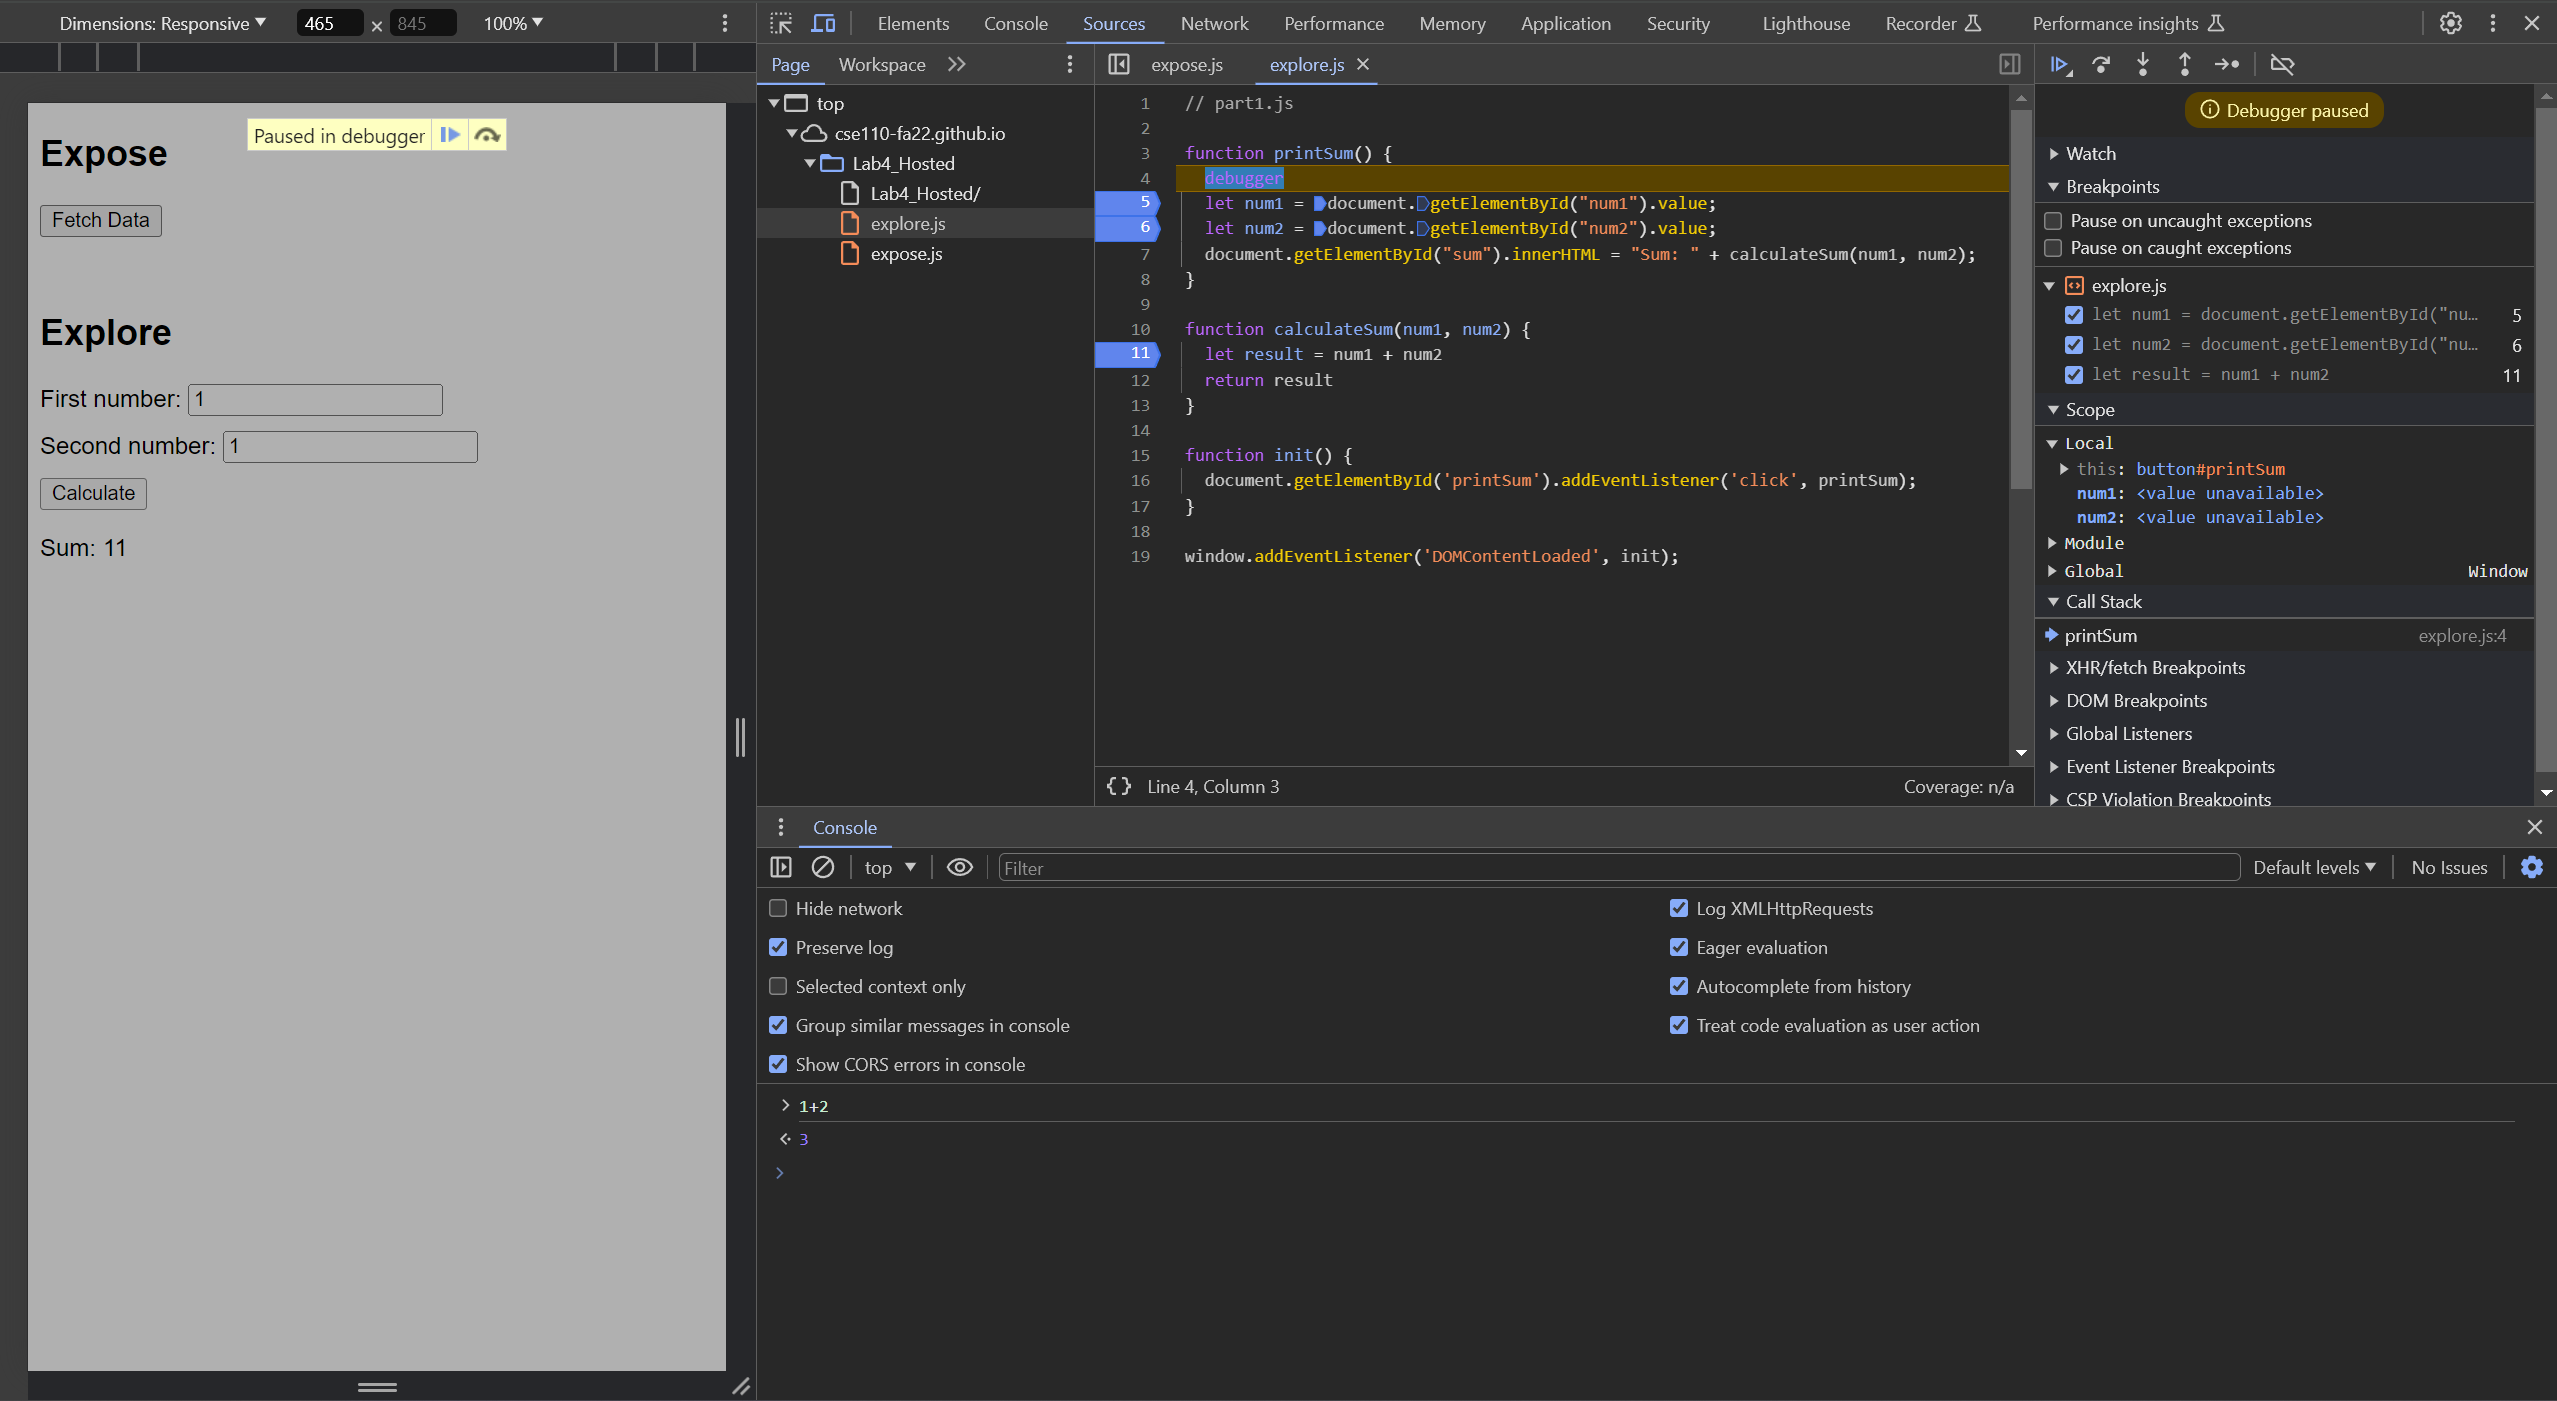 Dimensions: Responsive 465 × 845 100%
Expose
Paused in debugger
Fetch Data
Explore
First number: 1
Second number: 1
Calculate
Sum: 11
Elements Console Sources Network Performance Memory Application Security Lighthouse Recorder Performance insights
Page Workspace
top
cse110-fa22.github.io
Lab4_Hosted
Lab4_Hosted/
explore.js
expose.js
expose.js explore.js
1 // part1.js
2
3 function printSum() {
4 debugger
5 let num1 = document.getElementById("num1").value;
6 let num2 = document.getElementById("num2").value;
7 document.getElementById("sum").innerHTML = "Sum: " + calculateSum(num1, num2);
8 }
9
10 function calculateSum(num1, num2) {
11 let result = num1 + num2
12 return result
13 }
14
15 function init() {
16 document.getElementById('printSum').addEventListener('click', printSum);
17 }
18
19 window.addEventListener('DOMContentLoaded', init);
{} Line 4, Column 3 Coverage: n/a
Debugger paused
Watch
Breakpoints
Pause on uncaught exceptions
Pause on caught exceptions
explore.js
let num1 = document.getElementById("nu… 5
let num2 = document.getElementById("nu… 6
let result = num1 + num2 11
Scope
Local
this: button#printSum
num1: <value unavailable>
num2: <value unavailable>
Module
Global Window
Call Stack
printSum explore.js:4
XHR/fetch Breakpoints
DOM Breakpoints
Global Listeners
Event Listener Breakpoints
CSP Violation Breakpoints
Console
top Filter Default levels No Issues
Hide network Log XMLHttpRequests
Preserve log Eager evaluation
Selected context only Autocomplete from history
Group similar messages in console Treat code evaluation as user action
Show CORS errors in console
> 1+2
3
>